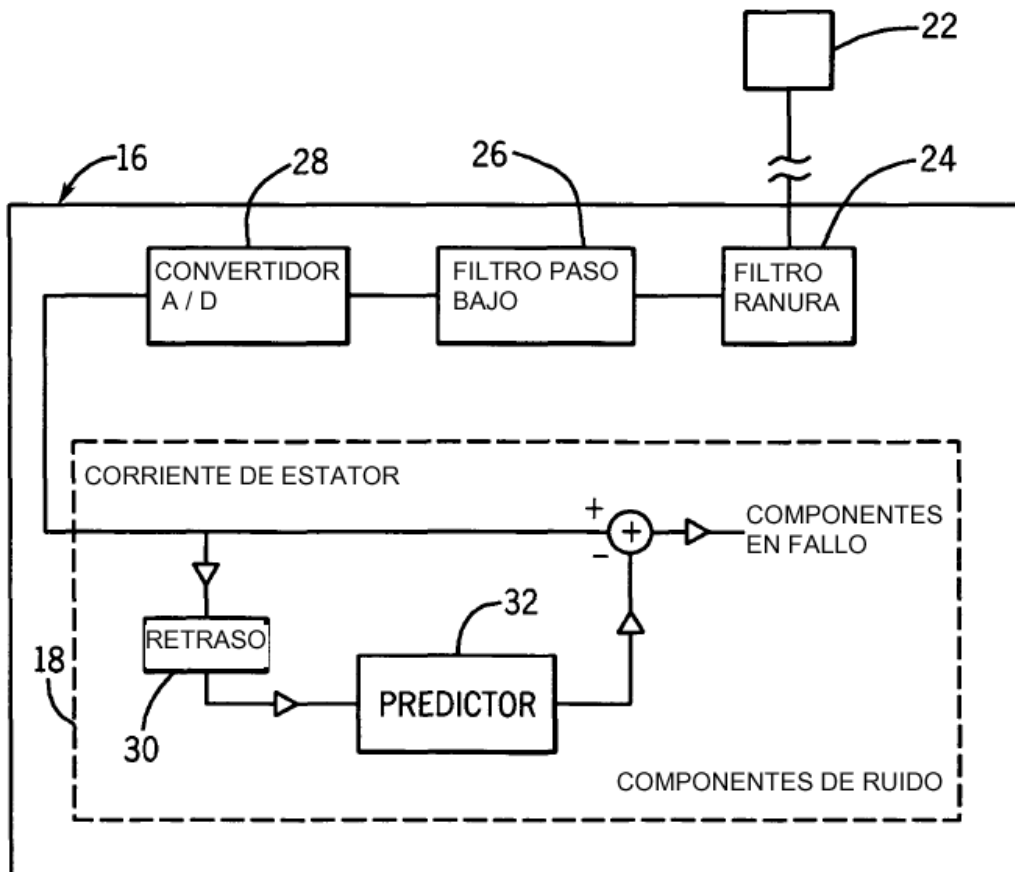 22
16
28
26
24
CONVERTIDOR
A / D
FILTRO PASO
BAJO
FILTRO
RANURA
CORRIENTE DE ESTATOR
+
+
−
COMPONENTES
EN FALLO
RETRASO
32
18
30
PREDICTOR
COMPONENTES DE RUIDO